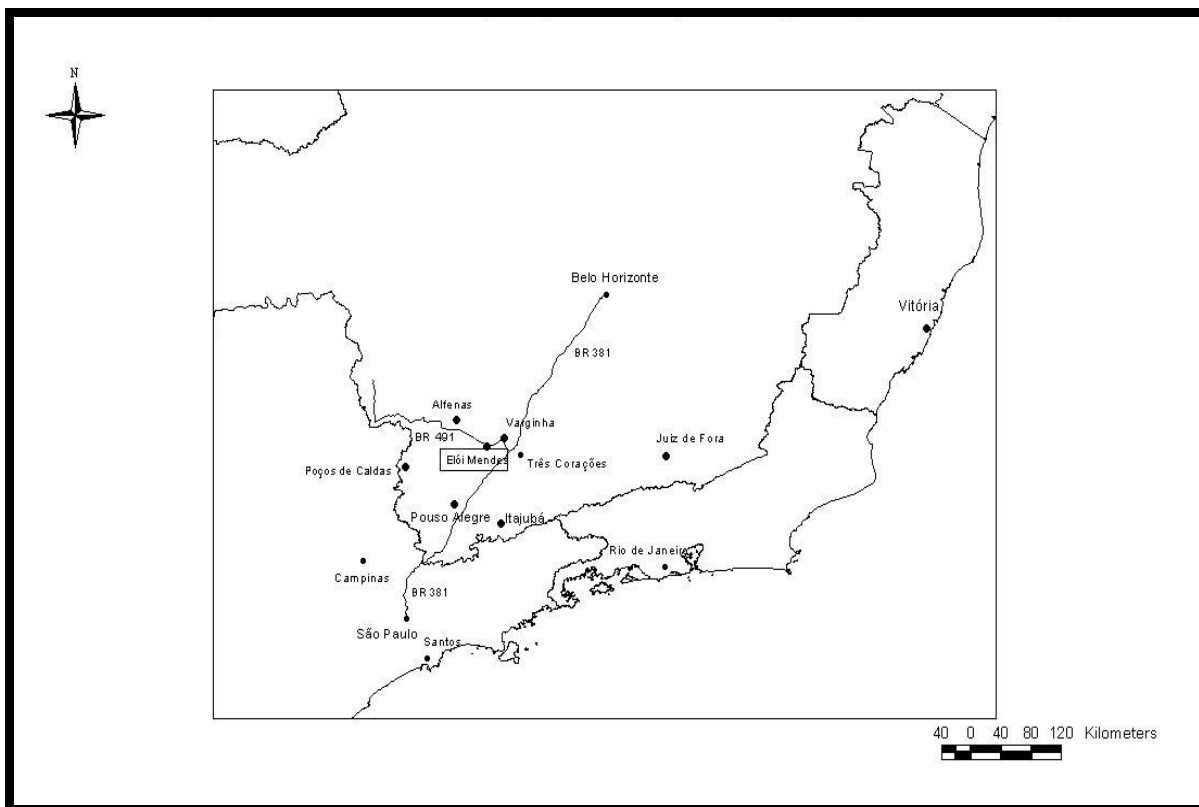 N
Belo Horizonte
Vitória
BR 381
Alfenas
Varginha
BR 491
Juiz de Fora
Elói Mendes
Três Corações
Poços de Caldas
Pouso Alegre
Itajubá
Rio de Janeiro
Campinas
BR 381
São Paulo
Santos
40 0 40 80 120 Kilometers